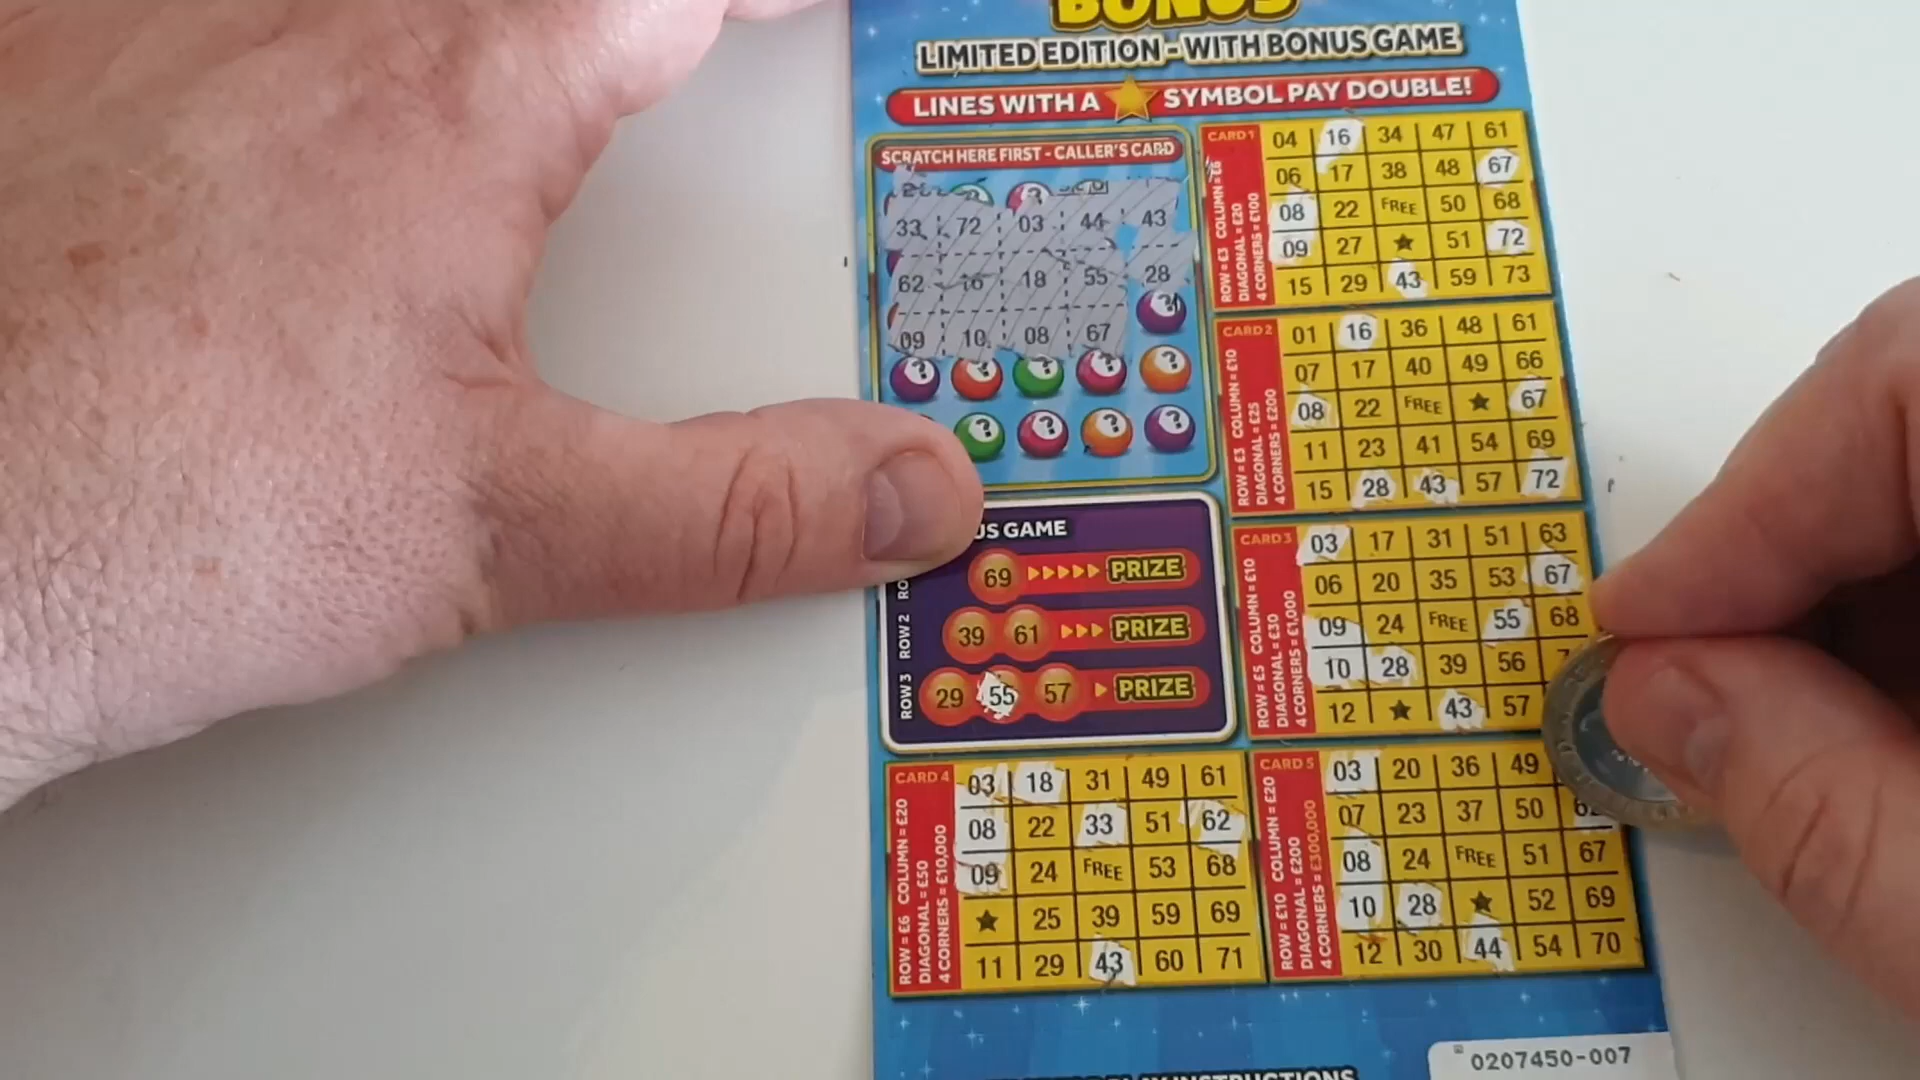 BONUS
LIMITED EDITION - WITH BONUS GAME
LINES WITH A SYMBOL PAY DOUBLE!
SCRATCH HERE FIRST - CALLER'S CARD
33 72 03 44 43
62 16 18 55 28
09 10 08 67
? ? ? ? ?
? ? ? ?
US GAME
69 PRIZE
ROW 2 39 61 PRIZE
ROW 3 29 55 57 PRIZE
CARD 1
ROW = £3 COLUMN = £6
DIAGONAL = £20
4 CORNERS = £100
04 16 34 47 61
06 17 38 48 67
08 22 FREE 50 68
09 27 51 72
15 29 43 59 73
CARD 2
ROW = £3 COLUMN = £10
DIAGONAL = £25
4 CORNERS = £200
01 16 36 48 61
07 17 40 49 66
08 22 FREE 67
11 23 41 54 69
15 28 43 57 72
CARD 3
ROW = £5 COLUMN = £10
DIAGONAL = £30
4 CORNERS = £1,000
03 17 31 51 63
06 20 35 53 67
09 24 FREE 55 68
10 28 39 56
12 43 57
CARD 4
ROW = £6 COLUMN = £20
DIAGONAL = £50
4 CORNERS = £10,000
03 18 31 49 61
08 22 33 51 62
09 24 FREE 53 68
25 39 59 69
11 29 43 60 71
CARD 5
ROW = £10 COLUMN = £20
DIAGONAL = £200
4 CORNERS = £300,000
03 20 36 49
07 23 37 50
08 24 FREE 51 67
10 28 52 69
12 30 44 54 70
0207450-007
PLAY INSTRUCTIONS